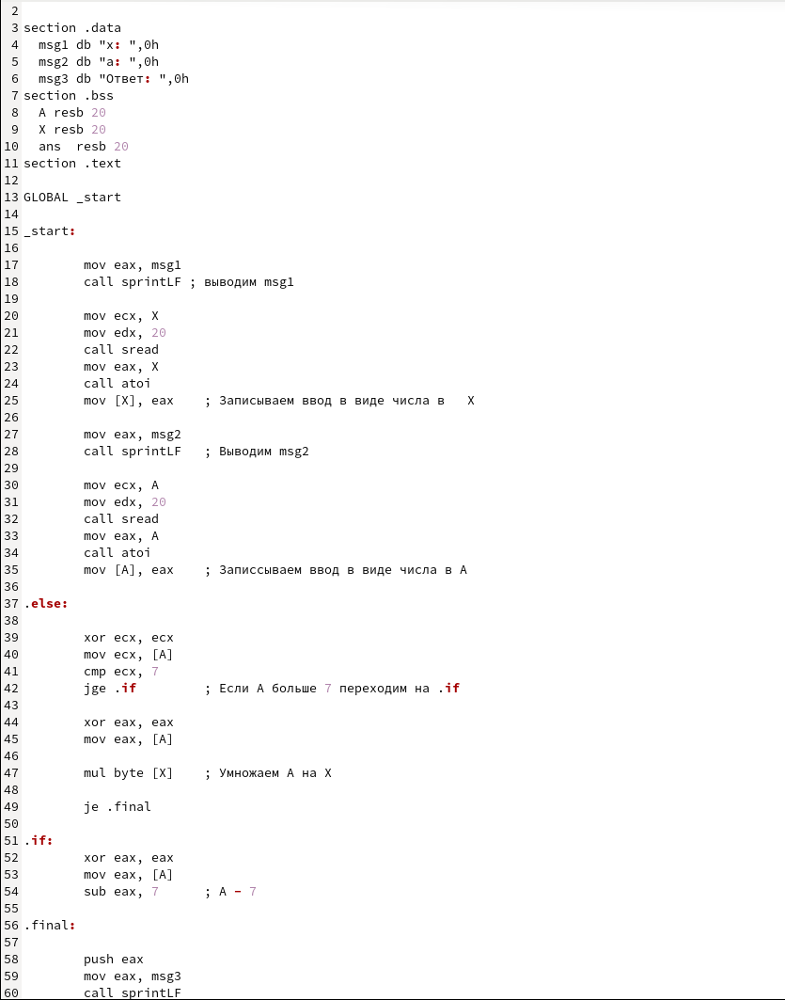 2
3 section .data
4   msg1 db "x: ",0h
5   msg2 db "a: ",0h
6   msg3 db "Ответ: ",0h
7 section .bss
8   A resb 20
9   X resb 20
10   ans  resb 20
11 section .text
12
13 GLOBAL _start
14
15 _start:
16
17         mov eax, msg1
18         call sprintLF ; выводим msg1
19
20         mov ecx, X
21         mov edx, 20
22         call sread
23         mov eax, X
24         call atoi
25         mov [X], eax    ; Записываем ввод в виде числа в   X
26
27         mov eax, msg2
28         call sprintLF   ; Выводим msg2
29
30         mov ecx, A
31         mov edx, 20
32         call sread
33         mov eax, A
34         call atoi
35         mov [A], eax    ; Запиcсываем ввод в виде числа в A
36
37 .else:
38
39         xor ecx, ecx
40         mov ecx, [A]
41         cmp ecx, 7
42         jge .if         ; Если A больше 7 переходим на .if
43
44         xor eax, eax
45         mov eax, [A]
46
47         mul byte [X]    ; Умножаем A на X
48
49         je .final
50
51 .if:
52         xor eax, eax
53         mov eax, [A]
54         sub eax, 7      ; A - 7
55
56 .final:
57
58         push eax
59         mov eax, msg3
60         call sprintLF